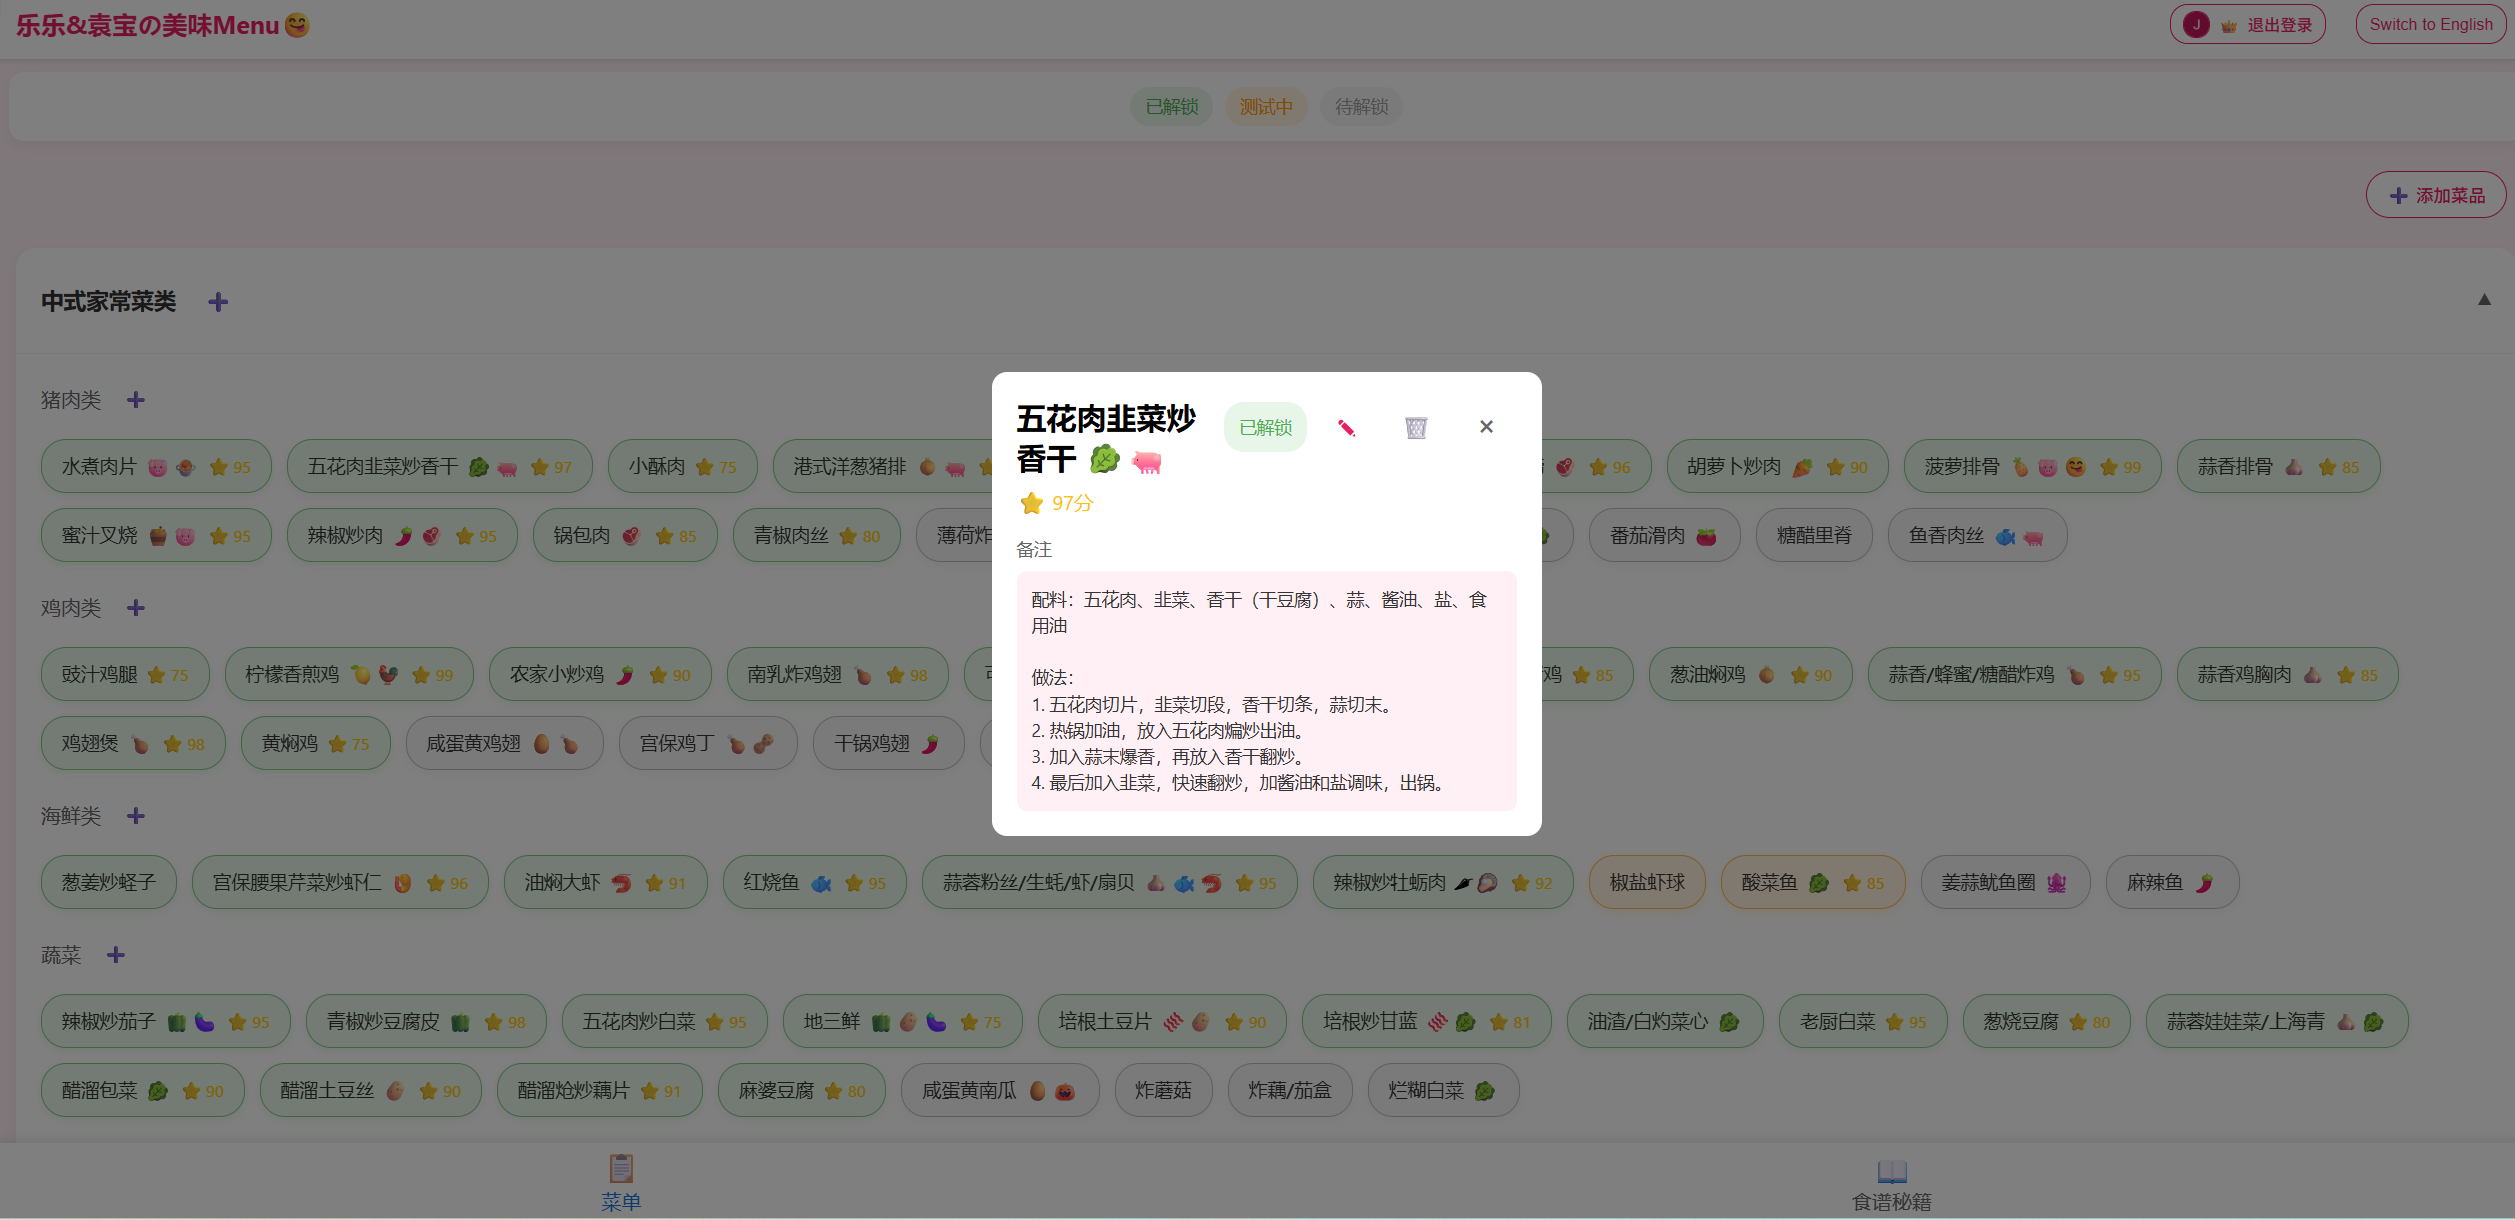 乐乐&袁宝の美味Menu😋
J 👑 退出登录
Switch to English
已解锁 测试中 待解锁
➕ 添加菜品
中式家常菜类 ➕ ▲
猪肉类 ➕
水煮肉片 95 五花肉韭菜炒香干 97 小酥肉 75 港式洋葱猪排 96 胡萝卜炒肉 90 菠萝排骨 99 蒜香排骨 85
蜜汁叉烧 95 辣椒炒肉 95 锅包肉 85 青椒肉丝 80 薄荷炸 番茄滑肉 糖醋里脊 鱼香肉丝
鸡肉类 ➕
豉汁鸡腿 75 柠檬香煎鸡 99 农家小炒鸡 90 南乳炸鸡翅 98 鸡 85 葱油焖鸡 90 蒜香/蜂蜜/糖醋炸鸡 95 蒜香鸡胸肉 85
鸡翅煲 98 黄焖鸡 75 咸蛋黄鸡翅 宫保鸡丁 干锅鸡翅
海鲜类 ➕
葱姜炒蛏子 宫保腰果芹菜炒虾仁 96 油焖大虾 91 红烧鱼 95 蒜蓉粉丝/生蚝/虾/扇贝 95 辣椒炒牡蛎肉 92 椒盐虾球 酸菜鱼 85 姜蒜鱿鱼圈 麻辣鱼
蔬菜 ➕
辣椒炒茄子 95 青椒炒豆腐皮 98 五花肉炒白菜 95 地三鲜 75 培根土豆片 90 培根炒甘蓝 81 油渣/白灼菜心 老厨白菜 95 葱烧豆腐 80 蒜蓉娃娃菜/上海青
醋溜包菜 90 醋溜土豆丝 90 醋溜炝炒藕片 91 麻婆豆腐 80 咸蛋黄南瓜 炸蘑菇 炸藕/茄盒 烂糊白菜
五花肉韭菜炒
香干
已解锁 ×
97分
备注
配料：五花肉、韭菜、香干（干豆腐）、蒜、酱油、盐、食
用油
做法：
1. 五花肉切片，韭菜切段，香干切条，蒜切末。
2. 热锅加油，放入五花肉煸炒出油。
3. 加入蒜末爆香，再放入香干翻炒。
4. 最后加入韭菜，快速翻炒，加酱油和盐调味，出锅。
菜单
食谱秘籍